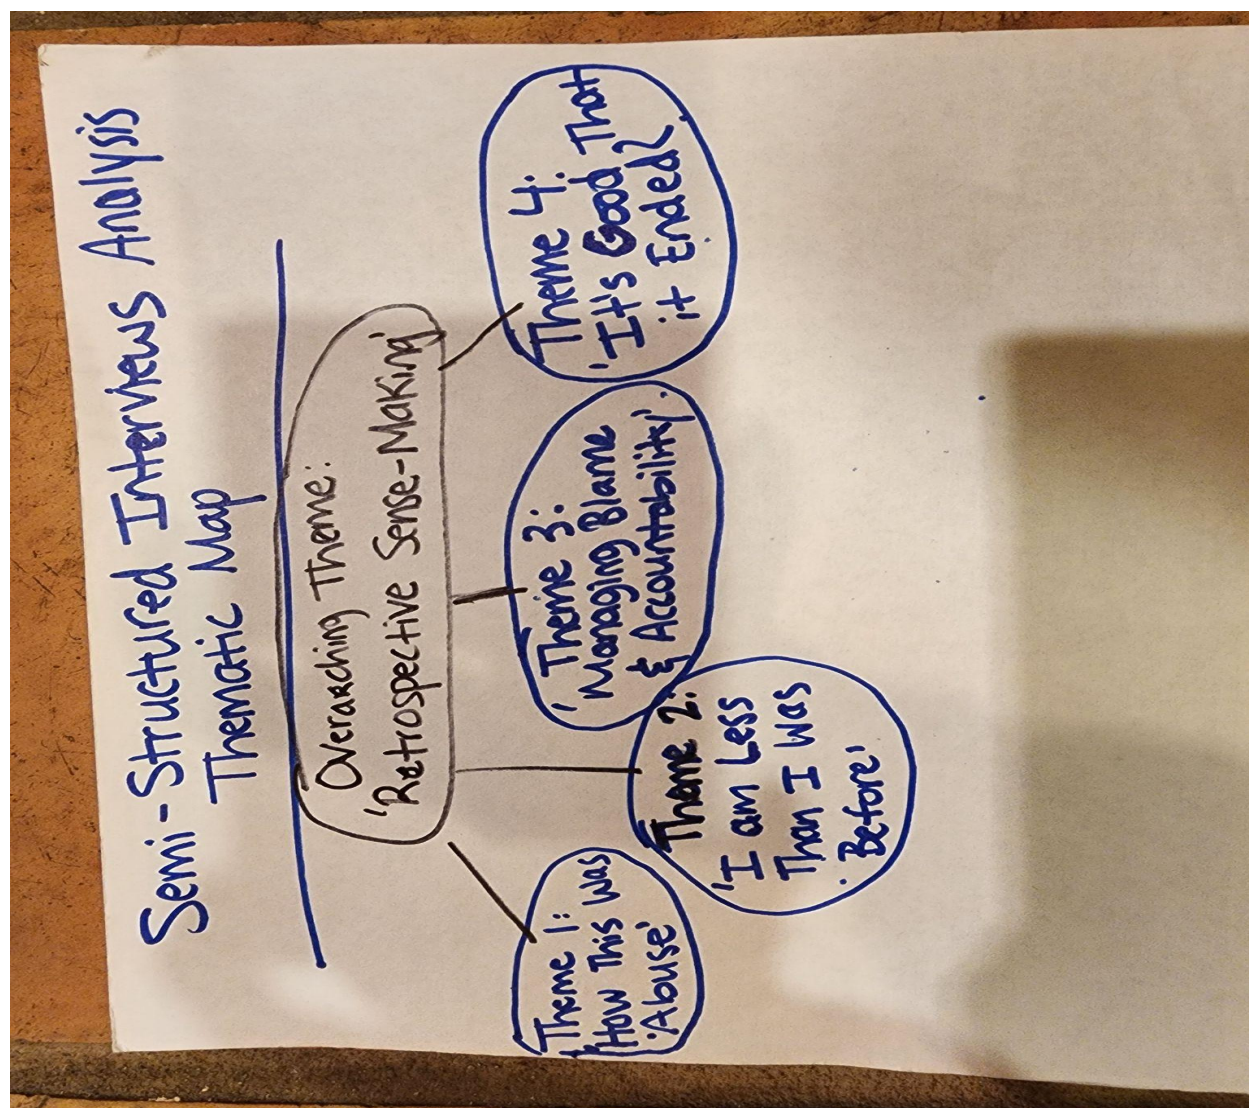 Semi-Structured Interviews Analysis
Thematic Map
Overarching Theme:
'Retrospective Sense-Making'
Theme 1:
'How This Was
'Abuse'
Theme 2:
'I am Less
Than I Was
Before'
Theme 3:
'Managing Blame
& Accountability'
Theme 4:
'It's Good That
it Ended'